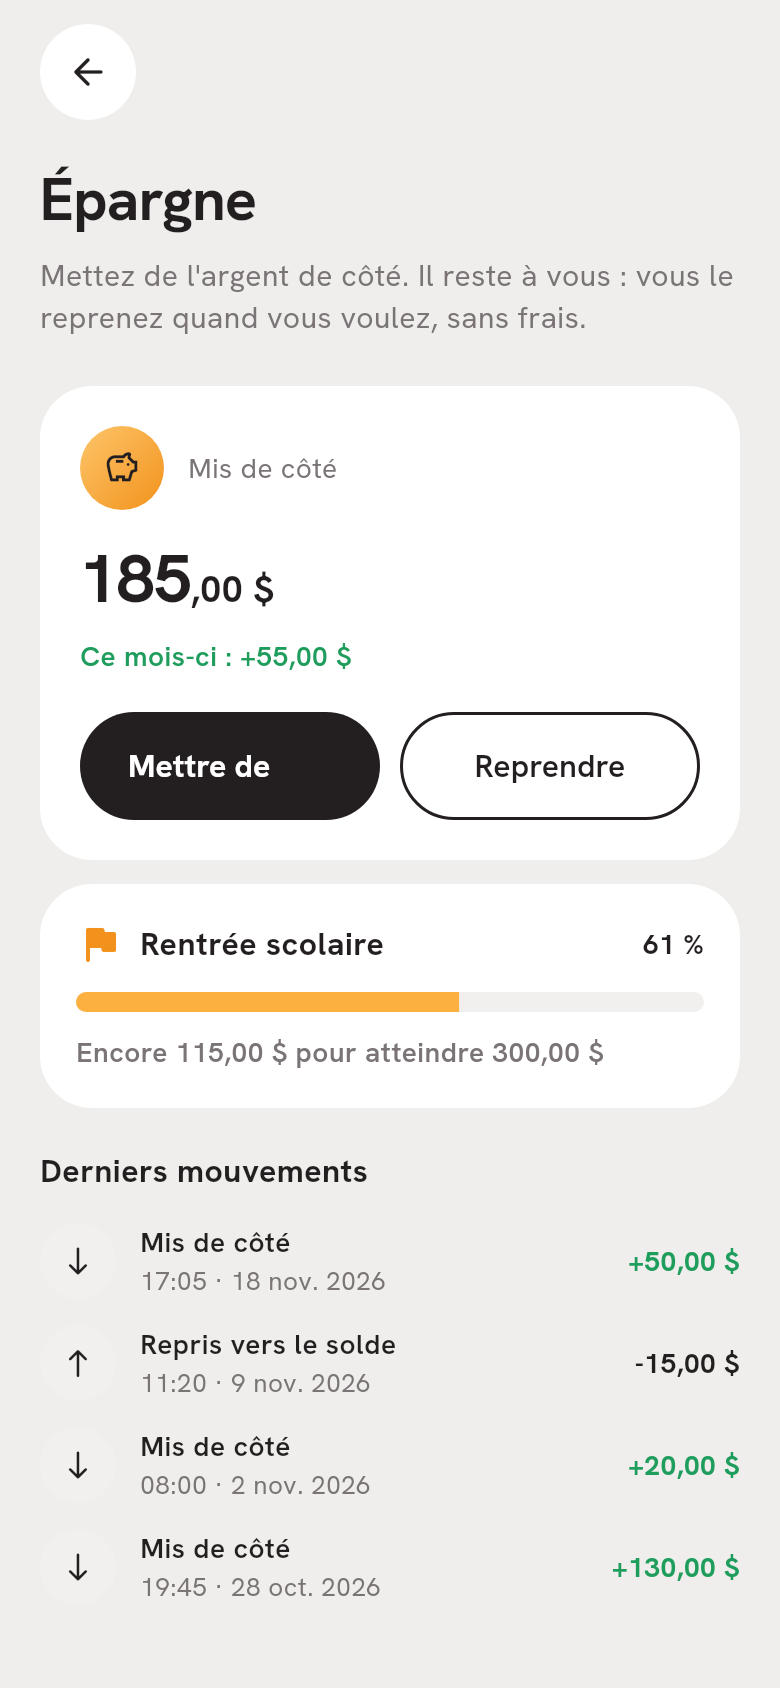 Épargne
Mettez de l'argent de côté. Il reste à vous : vous le
reprenez quand vous voulez, sans frais.
Mis de côté
185,00 $
Ce mois-ci : +55,00 $
Mettre de
Reprendre
Rentrée scolaire
61 %
Encore 115,00 $ pour atteindre 300,00 $
Derniers mouvements
Mis de côté
17:05 · 18 nov. 2026
+50,00 $
Repris vers le solde
11:20 · 9 nov. 2026
-15,00 $
Mis de côté
08:00 · 2 nov. 2026
+20,00 $
Mis de côté
19:45 · 28 oct. 2026
+130,00 $